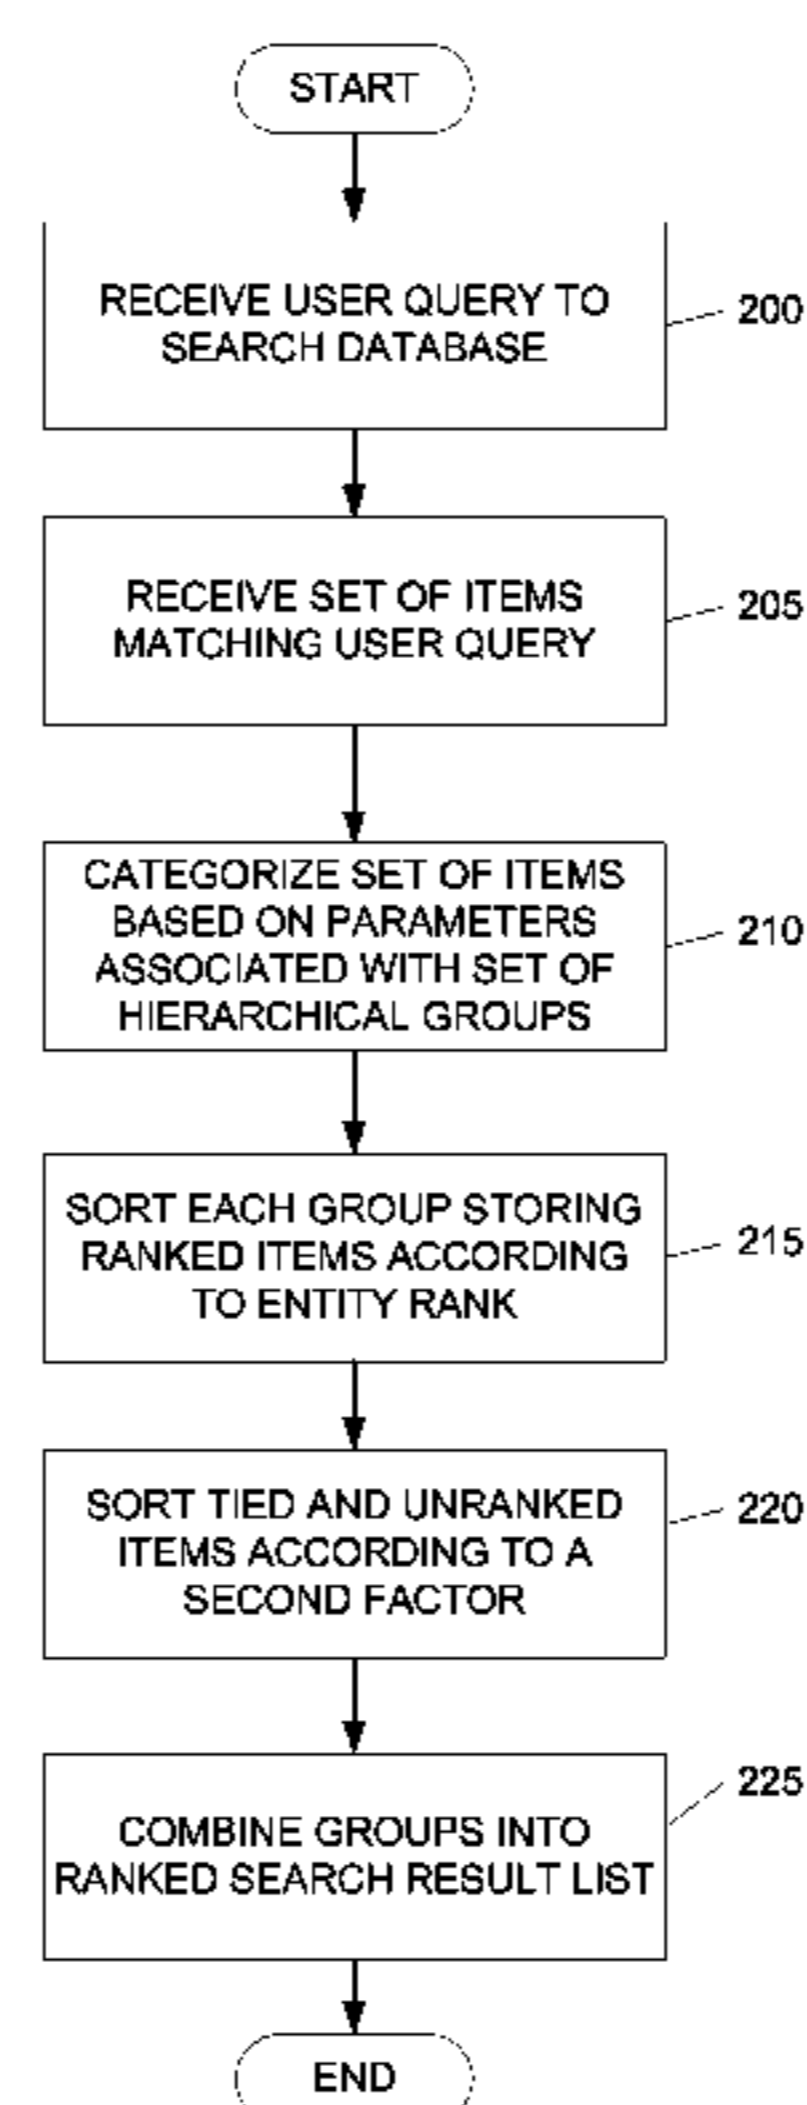 START
RECEIVE USER QUERY TO
SEARCH DATABASE
200
RECEIVE SET OF ITEMS
MATCHING USER QUERY
205
CATEGORIZE SET OF ITEMS
BASED ON PARAMETERS
ASSOCIATED WITH SET OF
HIERARCHICAL GROUPS
210
SORT EACH GROUP STORING
RANKED ITEMS ACCORDING
TO ENTITY RANK
215
SORT TIED AND UNRANKED
ITEMS ACCORDING TO A
SECOND FACTOR
220
COMBINE GROUPS INTO
RANKED SEARCH RESULT LIST
225
END